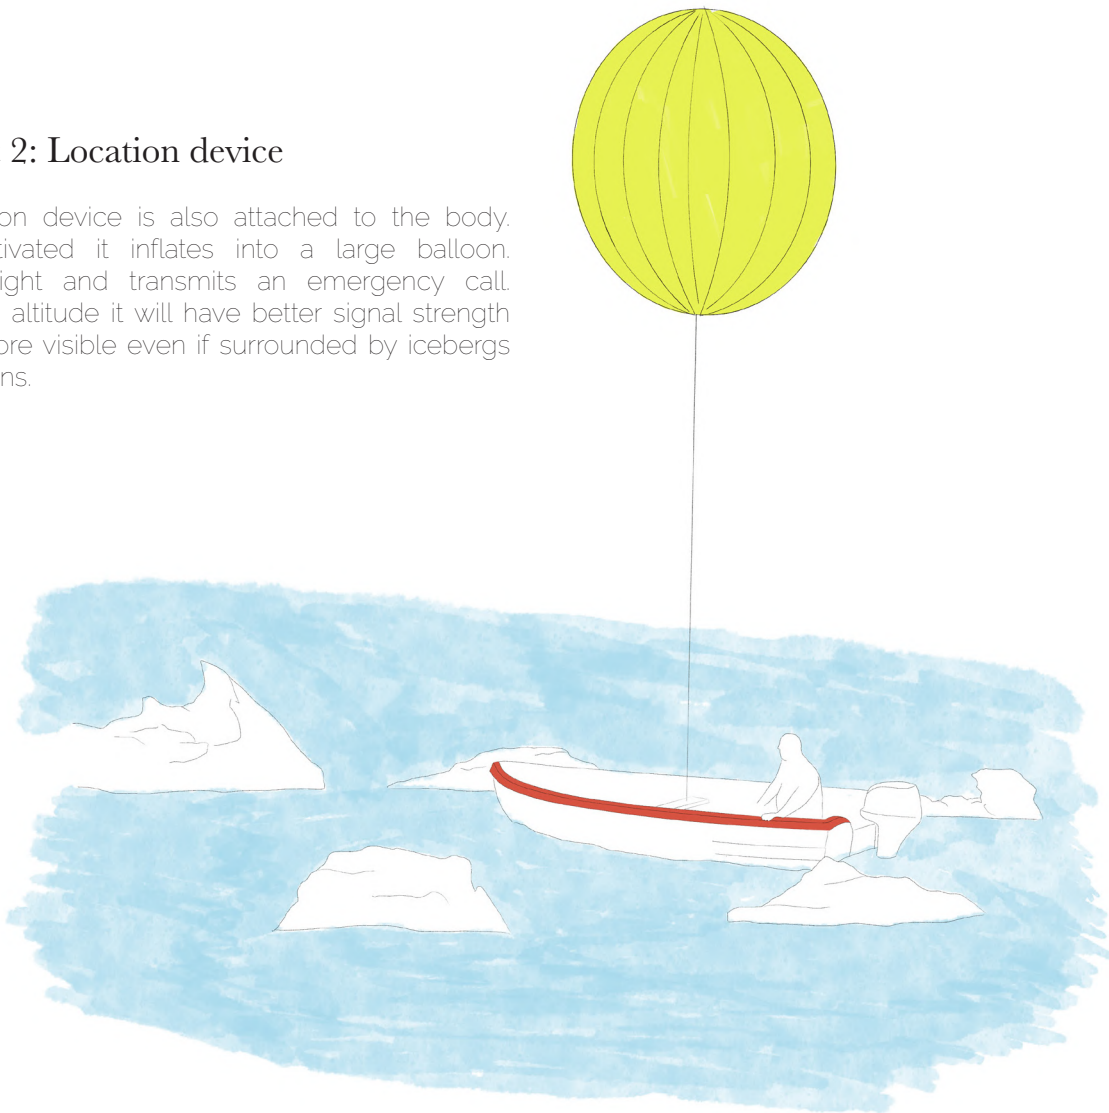 2: Location device
on device is also attached to the body.
tivated it inflates into a large balloon.
ight and transmits an emergency call.
altitude it will have better signal strength
ore visible even if surrounded by icebergs
ns.